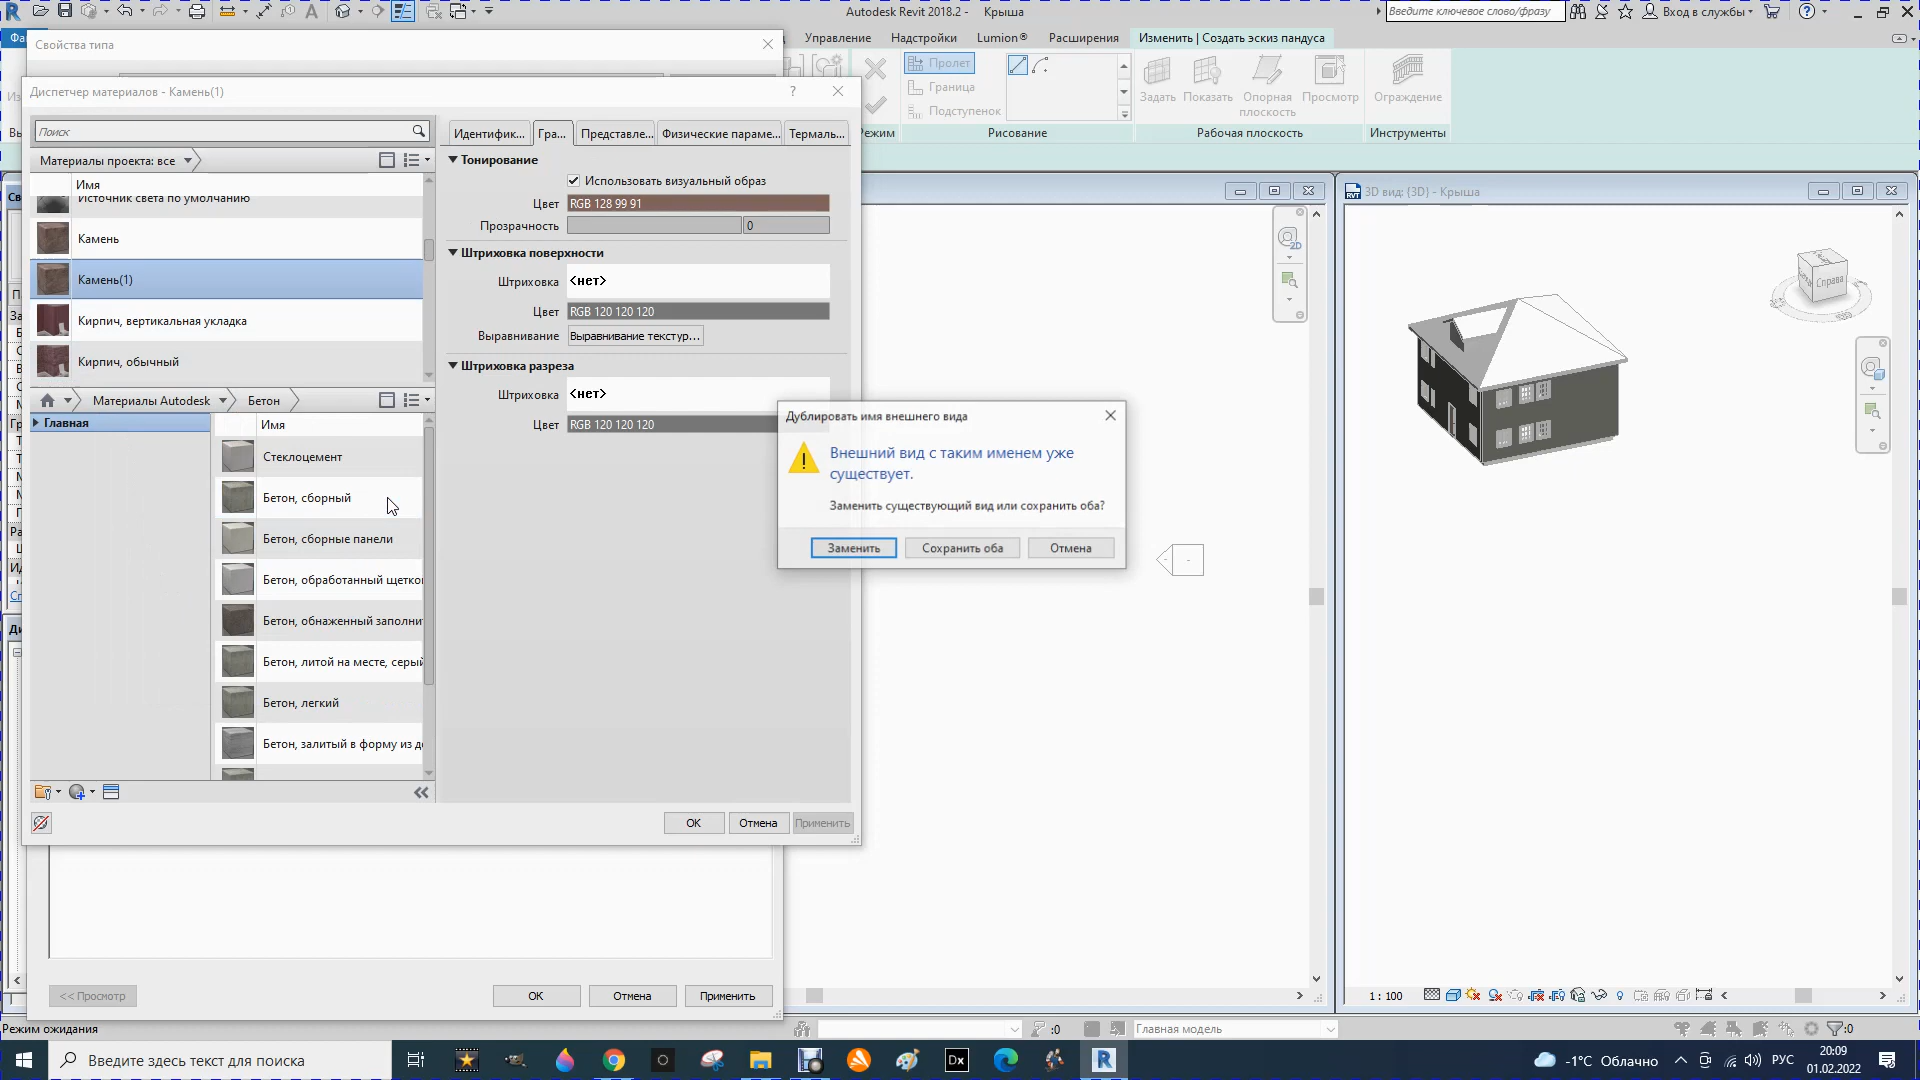 Autodesk Revit 2018.2 - Крыша
Введите ключевое слово/фразу
Вход в службы
Фа
Управление
Надстройки
Lumion®
Расширения
Изменить | Создать эскиз пандуса
Свойства типа
Пролет
Граница
Подступенок
Задать
Показать
Опорная плоскость
Просмотр
Ограждение
Режим
Рисование
Рабочая плоскость
Инструменты
Диспетчер материалов - Камень(1)
Поиск
Материалы проекта: все
Имя
Источник света по умолчанию
Камень
Камень(1)
Кирпич, вертикальная укладка
Кирпич, обычный
Материалы Autodesk
Бетон
Главная
Имя
Стеклоцемент
Бетон, сборный
Бетон, сборные панели
Бетон, обработанный щеткой
Бетон, обнаженный заполни
Бетон, литой на месте, серый
Бетон, легкий
Бетон, залитый в форму из д
Идентифик...
Гра...
Представле...
Физические параме...
Термаль...
Тонирование
Использовать визуальный образ
Цвет RGB 128 99 91
Прозрачность 0
Штриховка поверхности
Штриховка <нет>
Цвет RGB 120 120 120
Выравнивание Выравнивание текстур...
Штриховка разреза
Штриховка <нет>
Цвет RGB 120 120 120
OK
Отмена
Применить
Дублировать имя внешнего вида
Внешний вид с таким именем уже
существует.
Заменить существующий вид или сохранить оба?
Заменить
Сохранить оба
Отмена
3D вид: {3D} - Крыша
Справа
<< Просмотр
OK
Отмена
Применить
1 : 100
Режим ожидания
:0
Главная модель
:0
Введите здесь текст для поиска
-1°C Облачно
РУС
20:09
01.02.2022